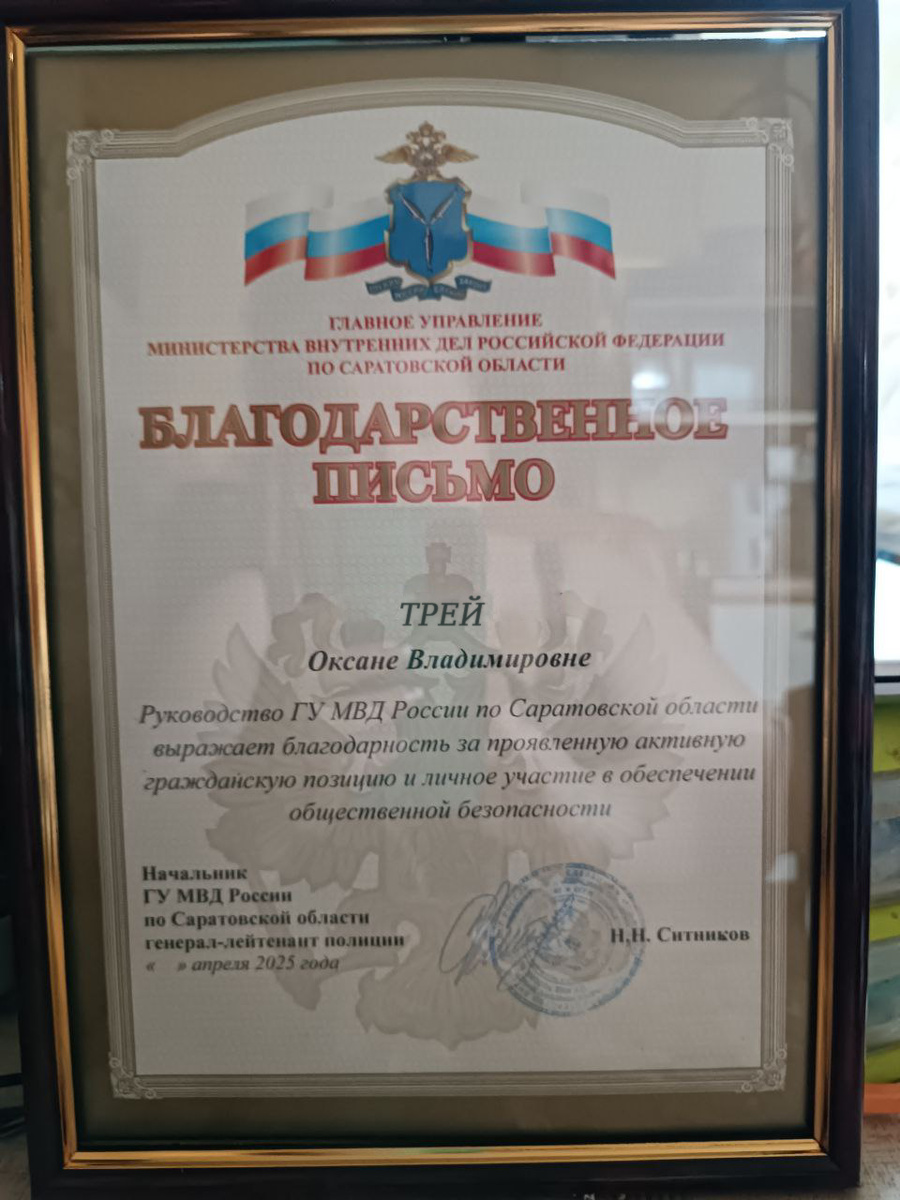 ГЛАВНОЕ УПРАВЛЕНИЕ
МИНИСТЕРСТВА ВНУТРЕННИХ ДЕЛ РОССИЙСКОЙ ФЕДЕРАЦИИ
ПО САРАТОВСКОЙ ОБЛАСТИ
БЛАГОДАРСТВЕННОЕ
ПИСЬМО
ТРЕЙ
Оксане Владимировне
Руководство ГУ МВД России по Саратовской области
выражает благодарность за проявленную активную
гражданскую позицию и личное участие в обеспечении
общественной безопасности
Начальник
ГУ МВД России
по Саратовской области
генерал-лейтенант полиции
Н.Н. Ситников
« » апреля 2025 года